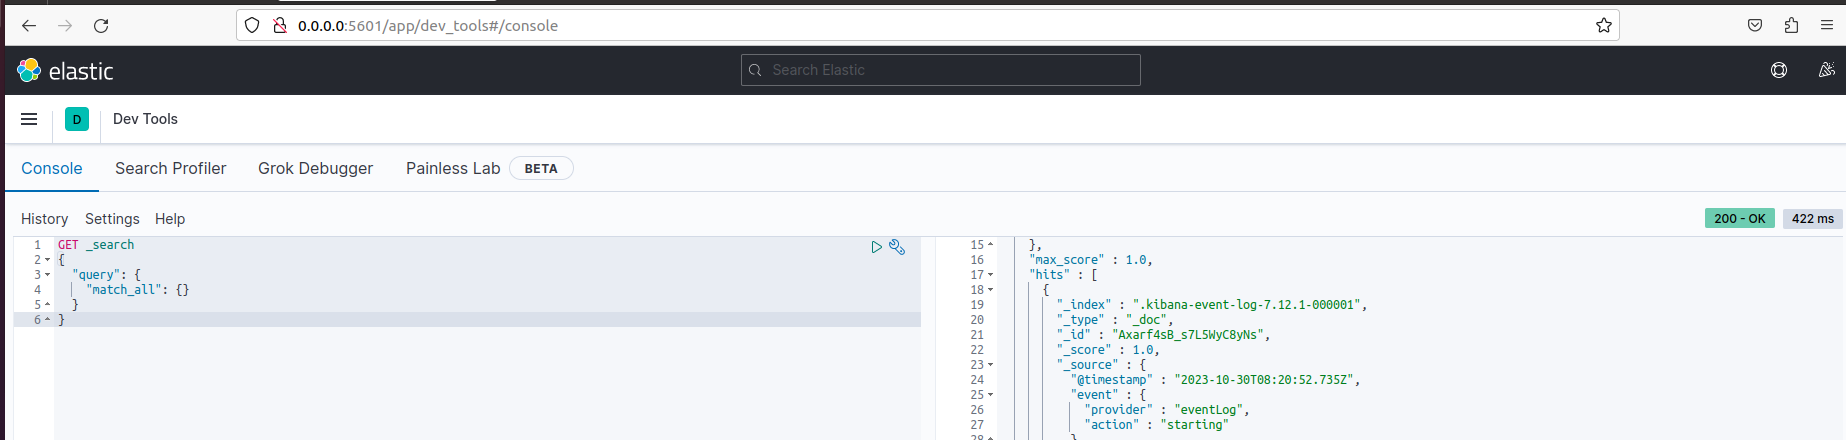 0.0.0.0:5601/app/dev_tools#/console
elastic
Search Elastic
D
Dev Tools
Console Search Profiler Grok Debugger Painless Lab BETA
History Settings Help
200 - OK 422 ms
1 GET _search
2 {
3 "query": {
4 "match_all": {}
5 }
6 }
15 },
16 "max_score" : 1.0,
17 "hits" : [
18 {
19 "_index" : ".kibana-event-log-7.12.1-000001",
20 "_type" : "_doc",
21 "_id" : "Axarf4sB_s7L5WyC8yNs",
22 "_score" : 1.0,
23 "_source" : {
24 "@timestamp" : "2023-10-30T08:20:52.735Z",
25 "event" : {
26 "provider" : "eventLog",
27 "action" : "starting"
28 }